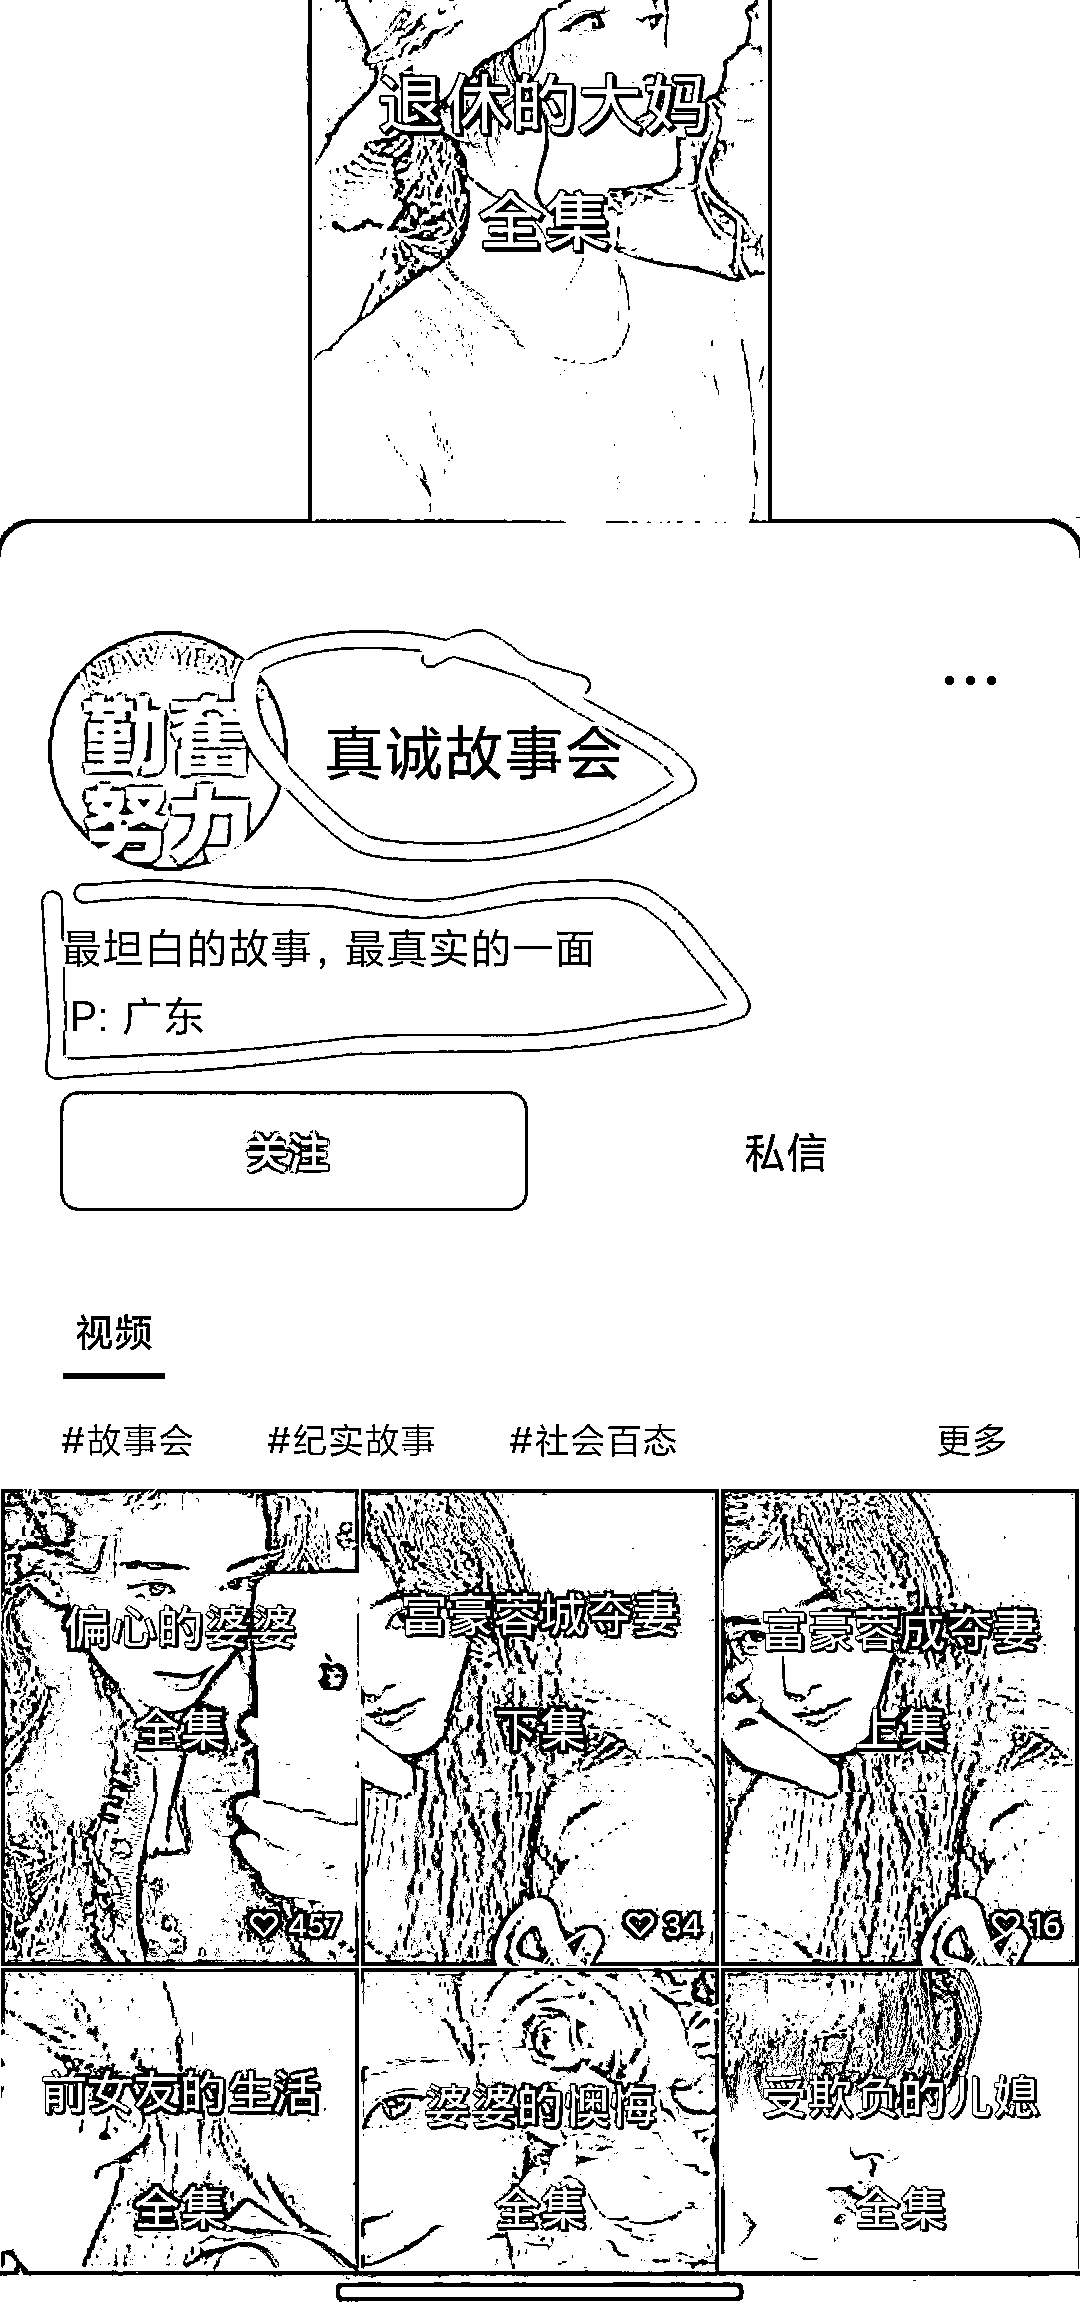 退休的大妈
全集
NEW YEAR
勤奋
努力
真诚故事会
最坦白的故事，最真实的一面
IP: 广东
关注
私信
视频
#故事会
#纪实故事
#社会百态
更多
偏心的婆婆
全集
457
富豪蓉城夺妻
下集
34
富豪蓉成夺妻
上集
16
前女友的生活
全集
婆婆的懊悔
全集
受欺负的儿媳
全集